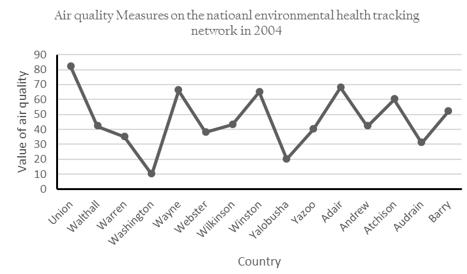 Air quality Measures on the natioanl environmental health tracking
network in 2004
Value of air quality
90
80
70
60
50
40
30
20
10
0
Union
Walthall
Warren
Washington
Wayne
Webster
Wilkinson
Winston
Yalobusha
Yazoo
Adair
Andrew
Atchison
Audrain
Barry
Country